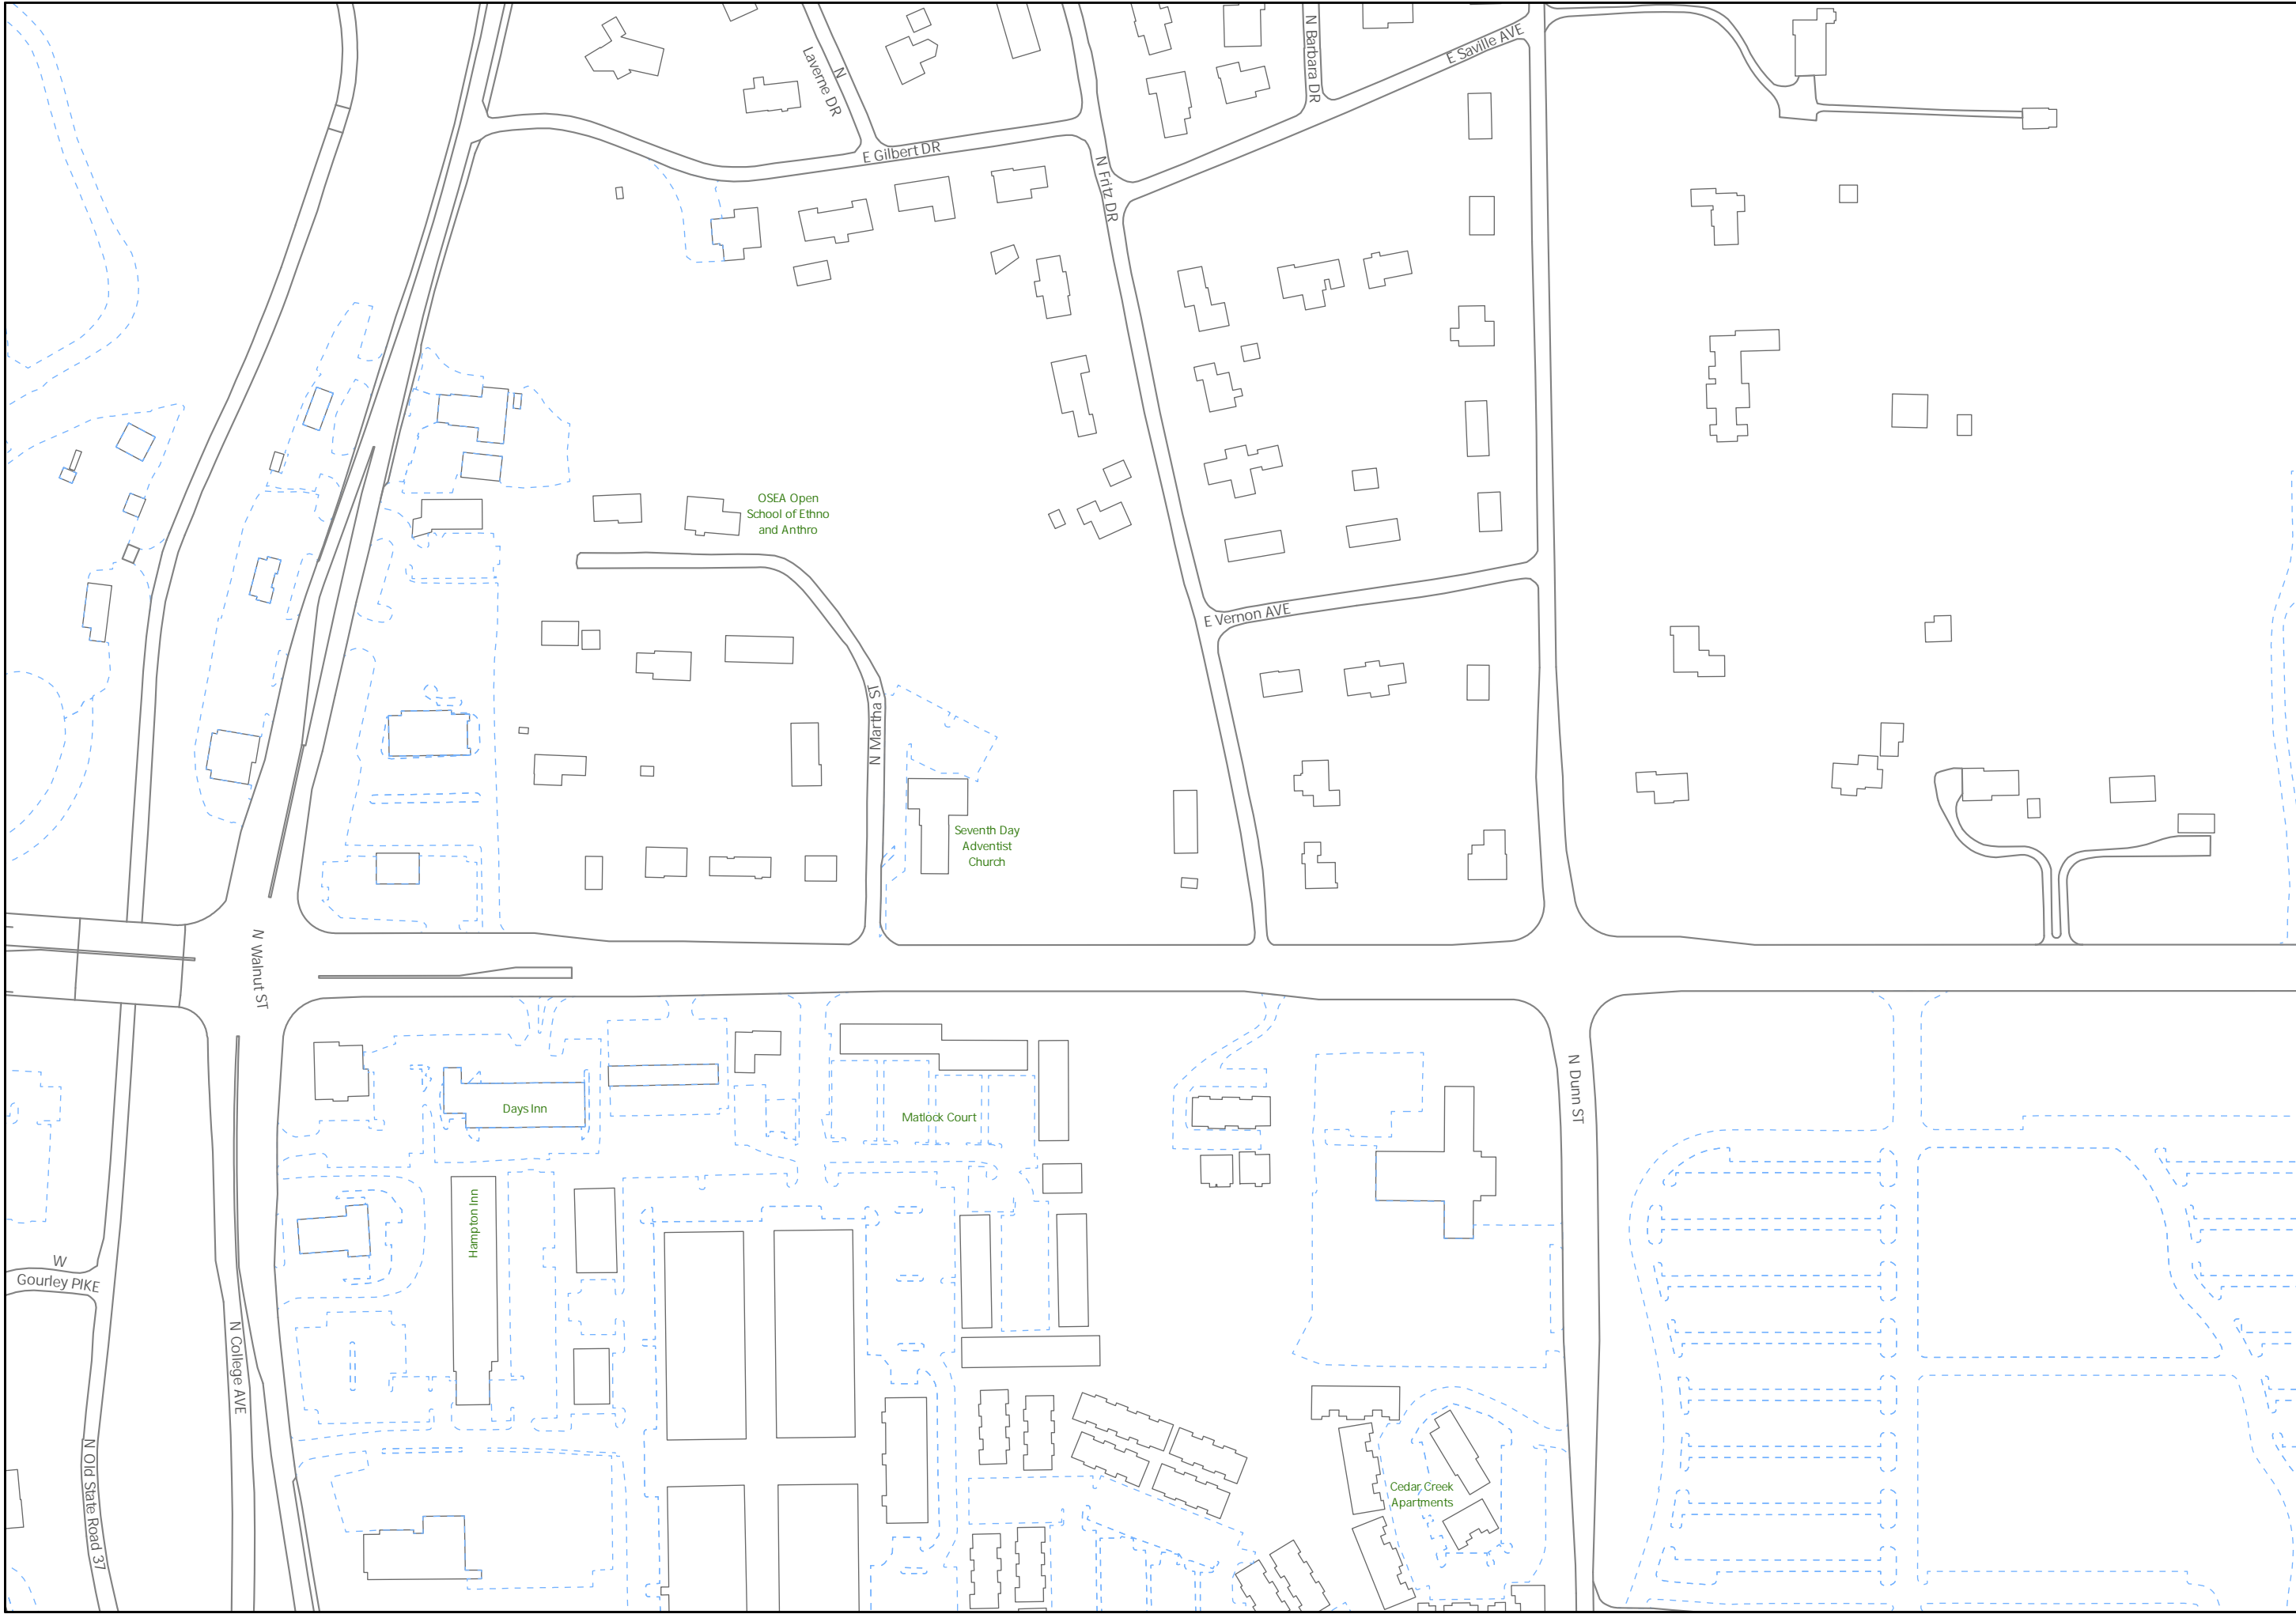 N
Laverne DR
N Barbara DR
E Saville AVE
E Gilbert DR
N Fritz DR
OSEA Open
School of Ethno
and Anthro
E Vernon AVE
N Martha ST
Seventh Day
Adventist
Church
N Walnut ST
N Dunn ST
Days Inn
Matlock Court
Hampton Inn
W
Gourley PIKE
N College AVE
N Old State Road 37
Cedar Creek
Apartments